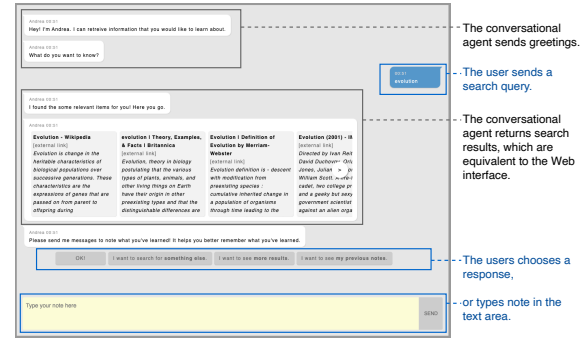 Andrea 00:01
Hey! I'm Andrea. I can retreive information that you would like to learn about.
Andrea 00:01
What do you want to know?
The conversational
agent sends greetings.
00:01
evolution
The user sends a
search query.
Andrea 00:01
I found the some relevant items for you! Here you go.
Andrea 00:01
Evolution - Wikipedia
[external link]
Evolution is change in the
heritable characteristics of
biological populations over
successive generations. These
characteristics are the
expressions of genes that are
passed on from parent to
offspring during
evolution | Theory, Examples,
& Facts | Britannica
[external link]
Evolution, theory in biology
postulating that the various
types of plants, animals, and
other living things on Earth
have their origin in other
preexisting types and that the
distinguishable differences are
Evolution | Definition of
Evolution by Merriam-
Webster
[external link]
Evolution definition is - descent
with modification from
preexisting species :
cumulative inherited change in
a population of organisms
through time leading to the
Evolution (2001) - IM
[external link]
Directed by Ivan Reit
David Duchovny
Jones, Julian
William Scott.
cadet, two college pr
and a bucket sexy
government scientist
against an alien orga
The conversational
agent returns search
results, which are
equivalent to the Web
interface.
Andrea 00:01
Please send me messages to note what you've learned! It helps you better remember what you've learned.
OK!
I want to search for something else.
I want to see more results.
I want to see my previous notes.
The users chooses a
response,
Type your note here
SEND
or types note in the
text area.